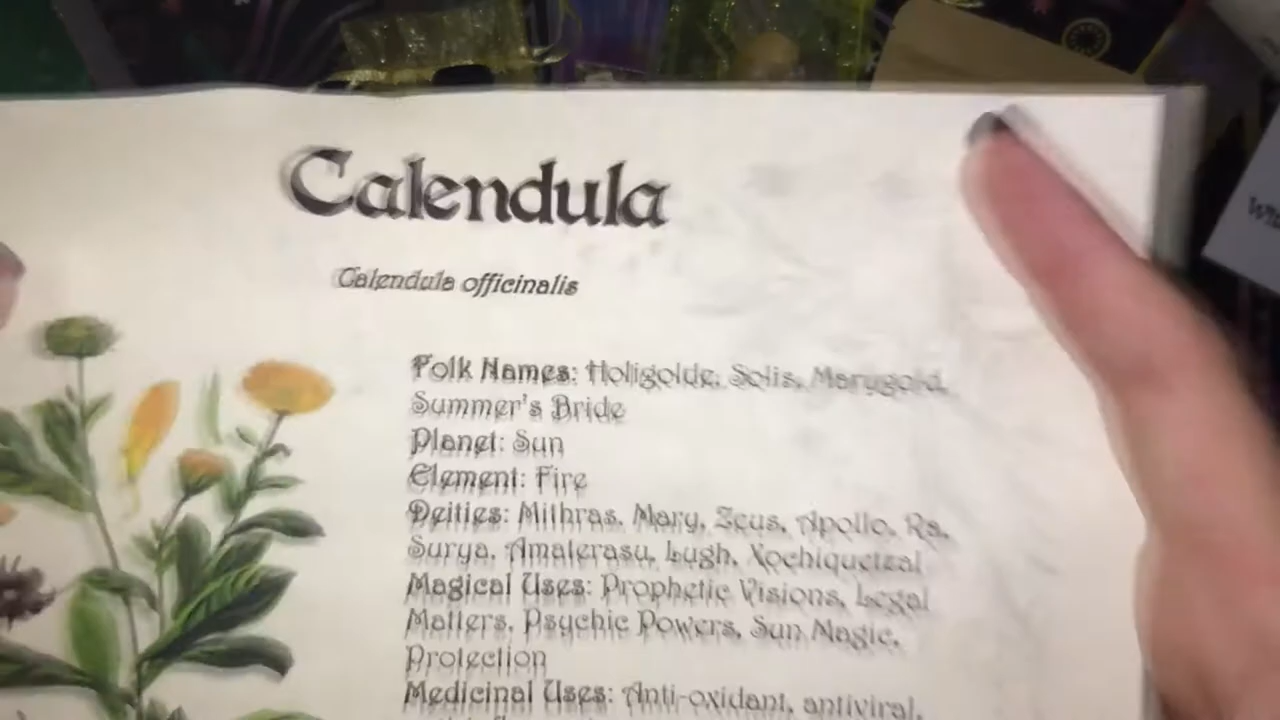 Calendula
Calendula officinalis
Folk Names: Holigolde, Solis, Marygold,
Summer's Bride
Planet: Sun
Element: Fire
Deities: Mithras, Mary, Zeus, Apollo, Ra,
Surya, Amaterasu, Lugh, Xochiquetzal
Magical Uses: Prophetic Visions, Legal
Matters, Psychic Powers, Sun Magic,
Protection
Medicinal Uses: Anti-oxidant, antiviral,